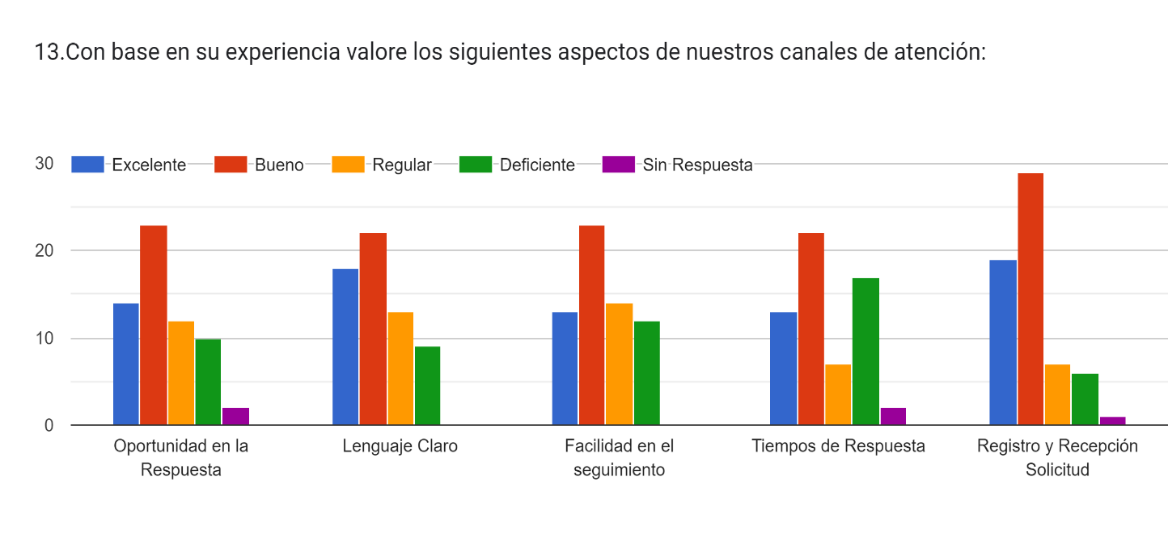 13.Con base en su experiencia valore los siguientes aspectos de nuestros canales de atención:
30
Excelente Bueno Regular Deficiente Sin Respuesta
20
10
0
Oportunidad en la Respuesta
Lenguaje Claro
Facilidad en el seguimiento
Tiempos de Respuesta
Registro y Recepción Solicitud